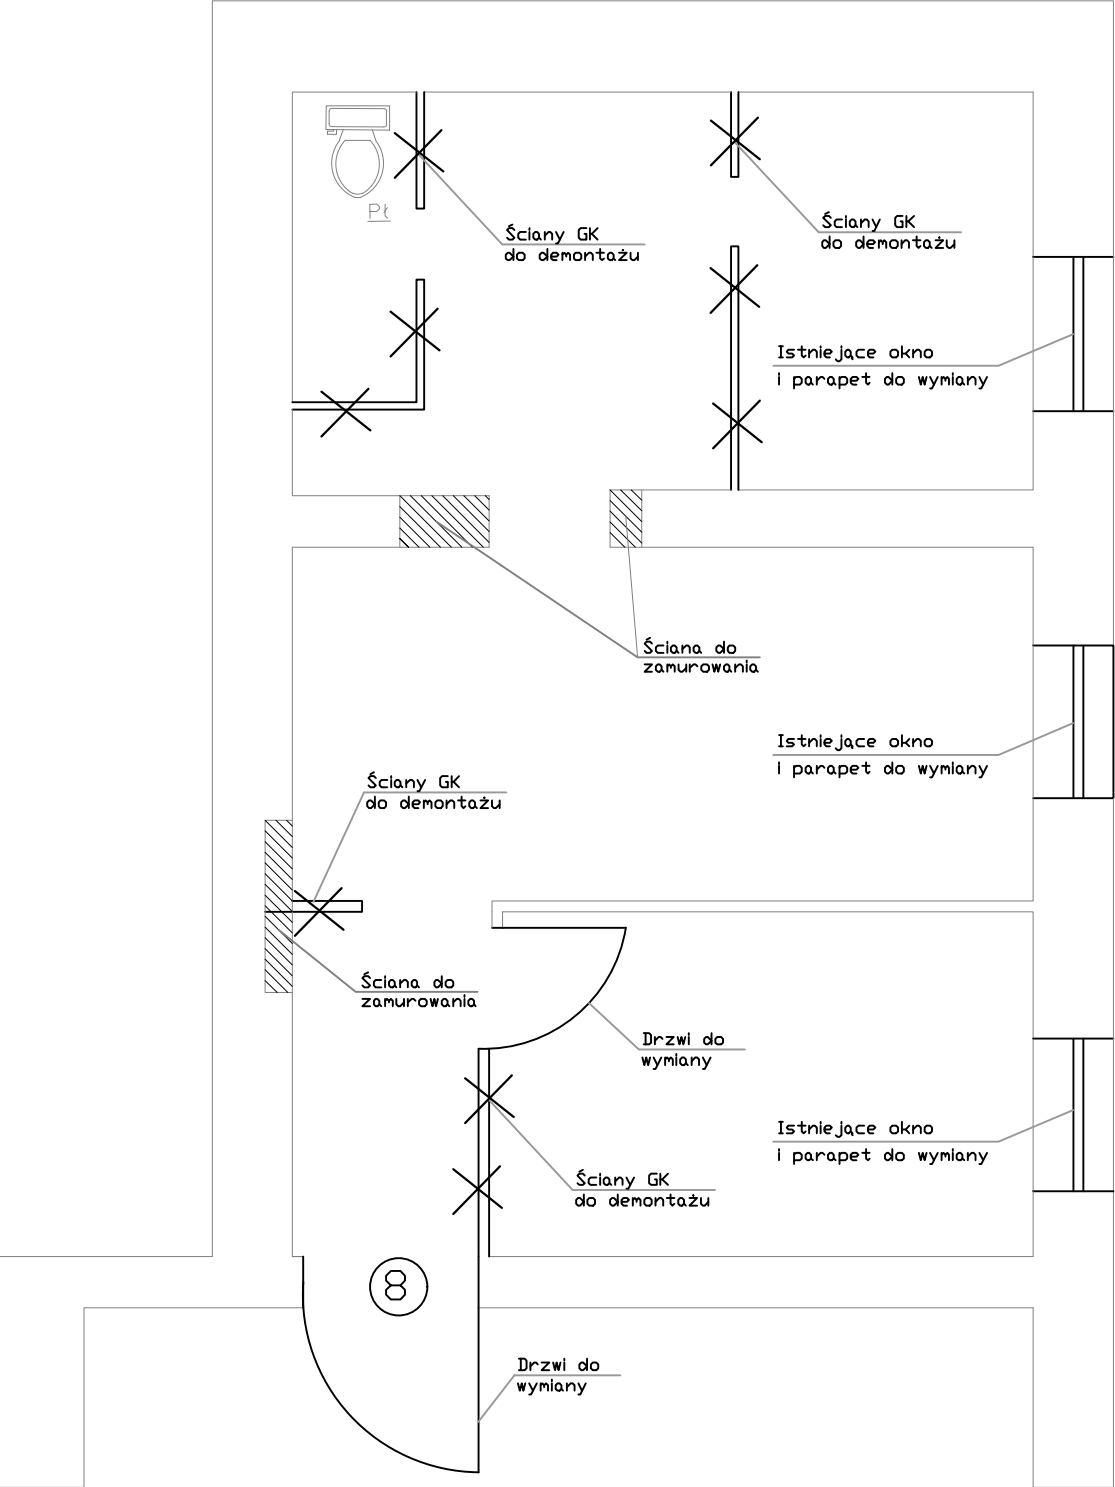 PŁ
Ściany GK
do demontażu
Ściany GK
do demontażu
Istniejące okno
i parapet do wymiany
Ściana do
zamurowania
Istniejące okno
i parapet do wymiany
Ściany GK
do demontażu
Ściana do
zamurowania
Drzwi do
wymiany
Istniejące okno
i parapet do wymiany
Ściany GK
do demontażu
8
Drzwi do
wymiany